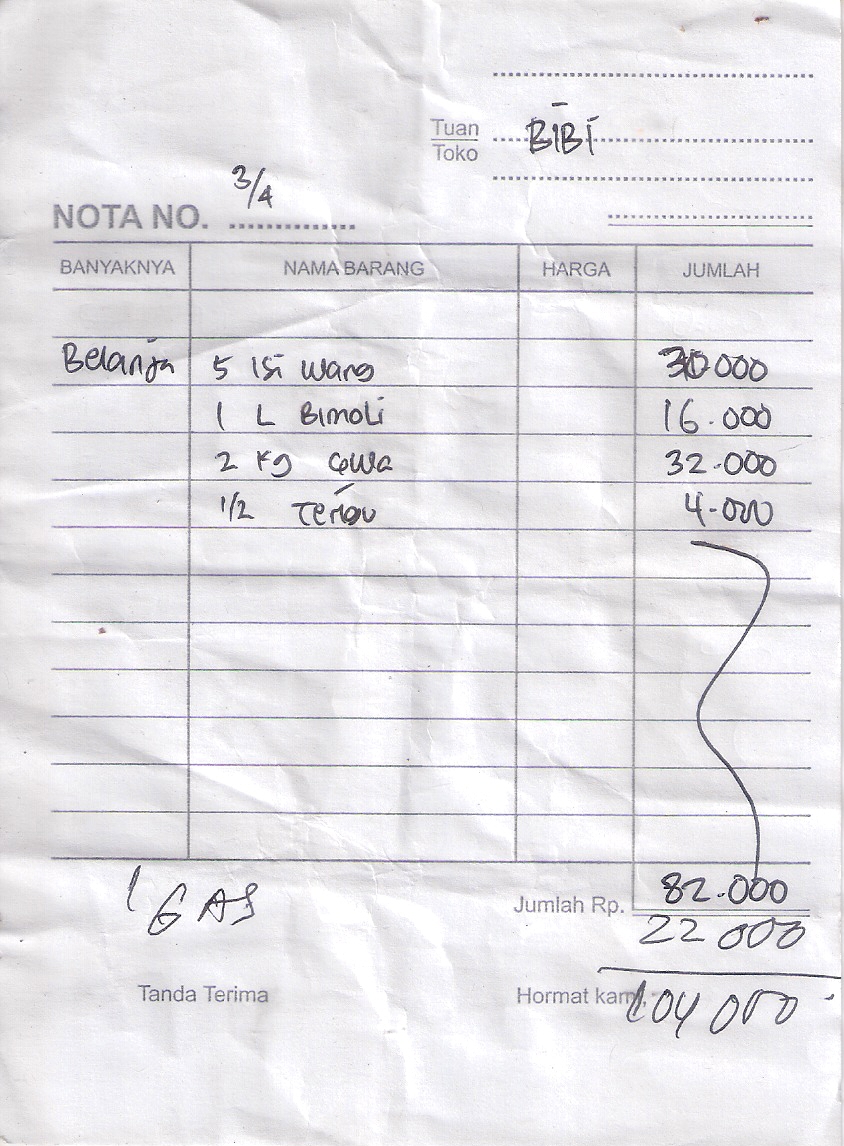 Tuan
Toko
BIBI
3/4
NOTA NO.
BANYAKNYA NAMA BARANG HARGA JUMLAH
Belanja 5 isi wang 30.000
1 L Bimoli 16.000
2 Kg 32.000
1/2 Terigu 4.000
Jumlah Rp. 82.000
1 GAS 22 000
Tanda Terima Hormat kami, 104 000